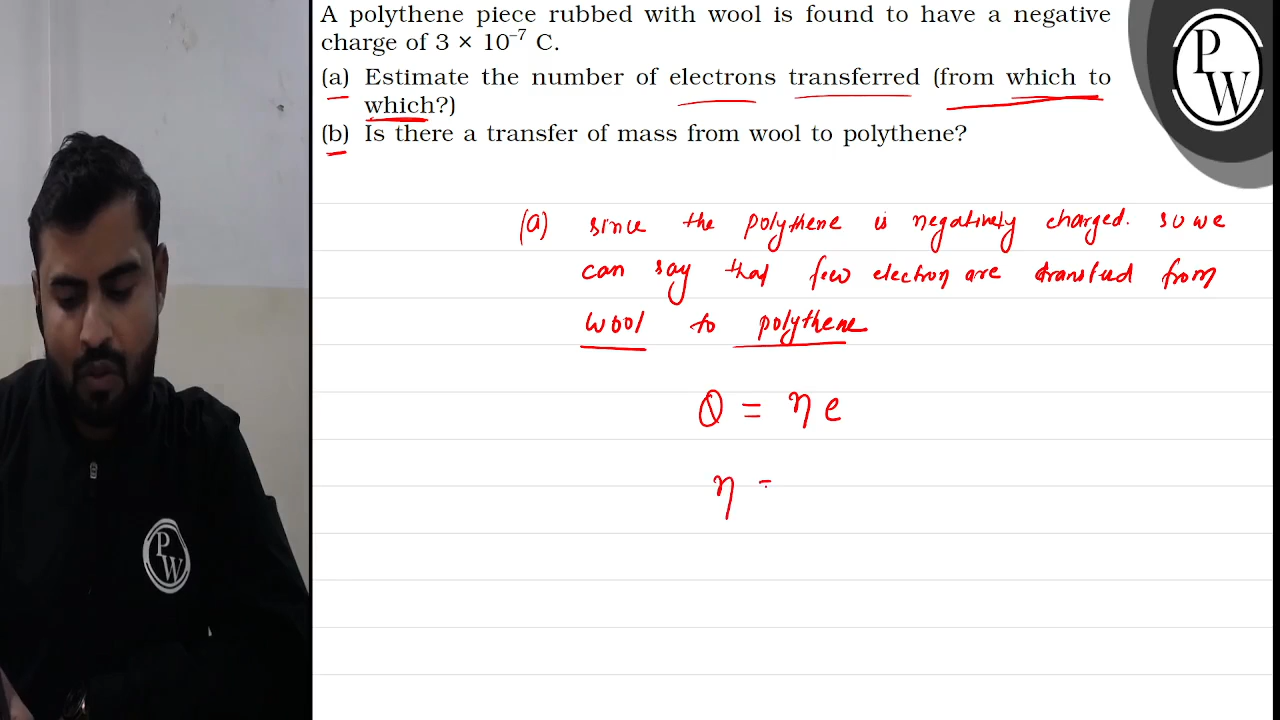 A polythene piece rubbed with wool is found to have a negative
charge of 3 × 10⁻⁷ C.
(a) Estimate the number of electrons transferred (from which to
which?)
(b) Is there a transfer of mass from wool to polythene?
(a) since the polythene is negatively charged. so we
can say that few electron are from
wool to polythene
Q = η e
η =
P
W
P
W